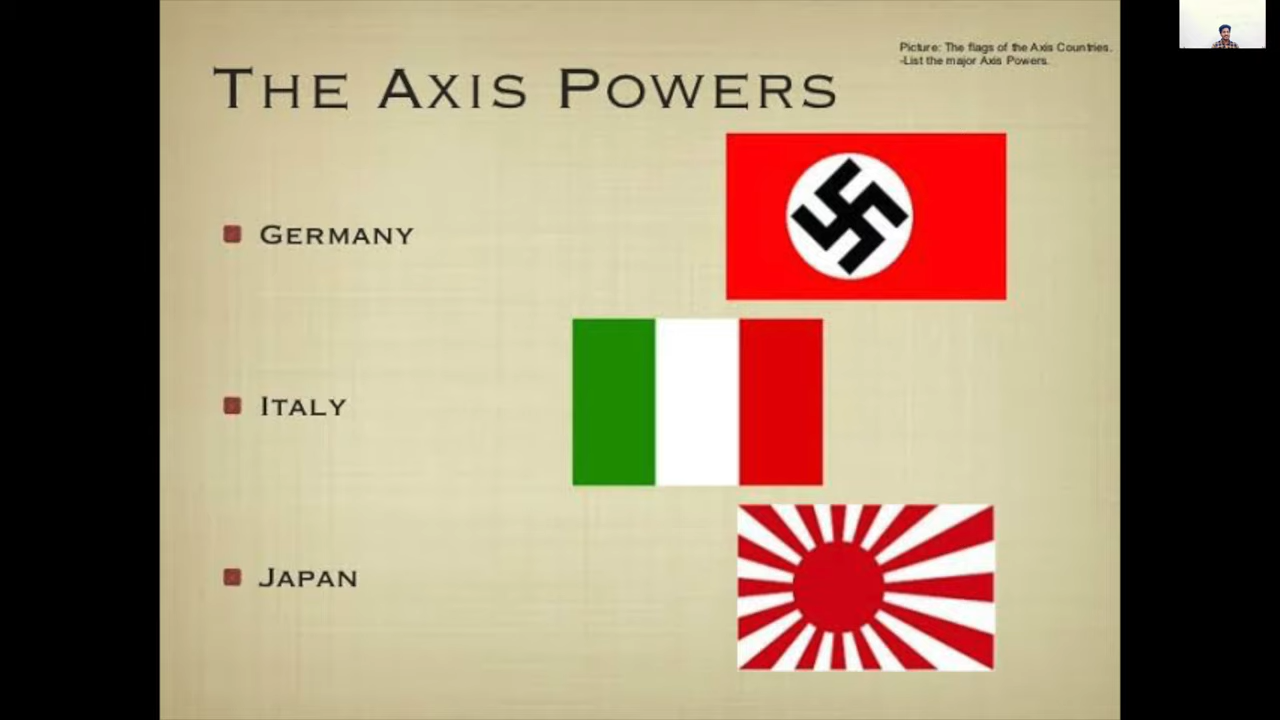 Picture: The flags of the Axis Countries.
-List the major Axis Powers.
The Axis Powers
Germany
Italy
Japan